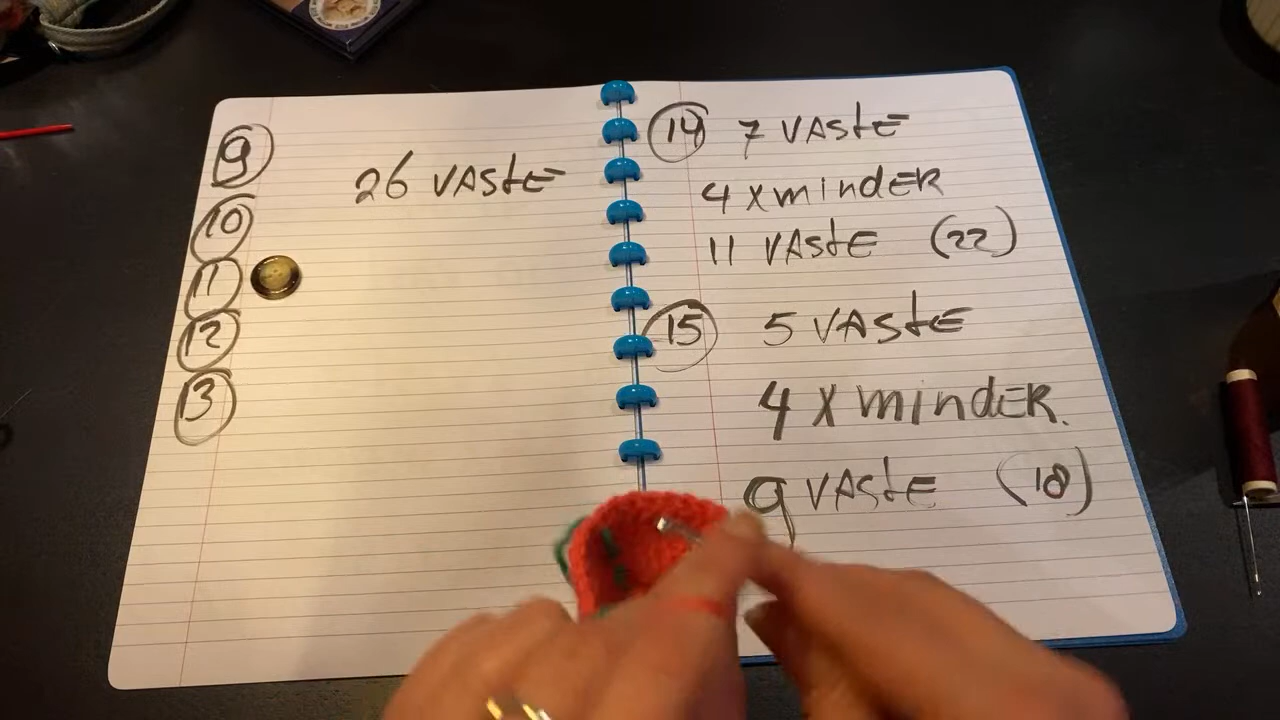 9
26 VASTE
10
11
12
13
14 7 VASTE
4 X minDER
11 VASTE (22)
15 5 VASTE
4 X minDER.
9 VASTE (18)